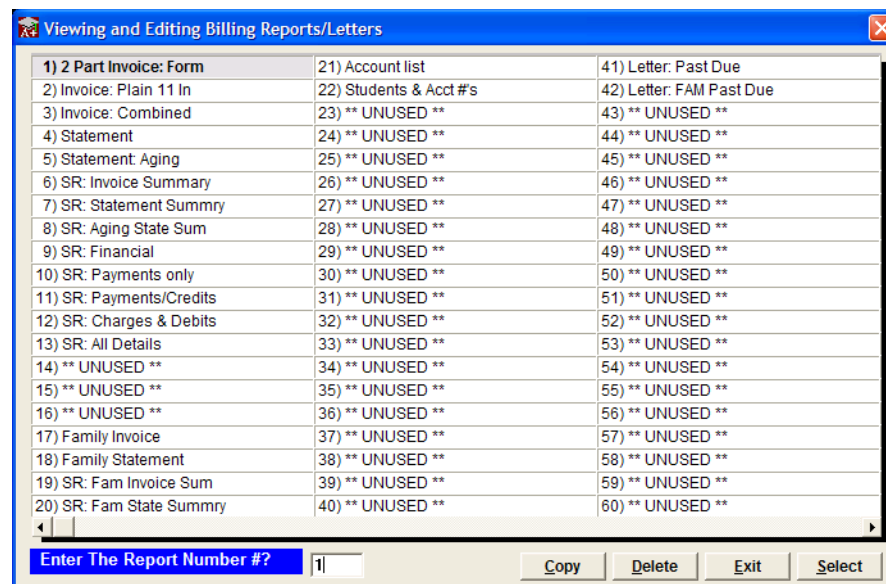 Viewing and Editing Billing Reports/Letters
1) 2 Part Invoice: Form 21) Account list 41) Letter: Past Due
2) Invoice: Plain 11 In 22) Students & Acct #'s 42) Letter: FAM Past Due
3) Invoice: Combined 23) ** UNUSED ** 43) ** UNUSED **
4) Statement 24) ** UNUSED ** 44) ** UNUSED **
5) Statement: Aging 25) ** UNUSED ** 45) ** UNUSED **
6) SR: Invoice Summary 26) ** UNUSED ** 46) ** UNUSED **
7) SR: Statement Summry 27) ** UNUSED ** 47) ** UNUSED **
8) SR: Aging State Sum 28) ** UNUSED ** 48) ** UNUSED **
9) SR: Financial 29) ** UNUSED ** 49) ** UNUSED **
10) SR: Payments only 30) ** UNUSED ** 50) ** UNUSED **
11) SR: Payments/Credits 31) ** UNUSED ** 51) ** UNUSED **
12) SR: Charges & Debits 32) ** UNUSED ** 52) ** UNUSED **
13) SR: All Details 33) ** UNUSED ** 53) ** UNUSED **
14) ** UNUSED ** 34) ** UNUSED ** 54) ** UNUSED **
15) ** UNUSED ** 35) ** UNUSED ** 55) ** UNUSED **
16) ** UNUSED ** 36) ** UNUSED ** 56) ** UNUSED **
17) Family Invoice 37) ** UNUSED ** 57) ** UNUSED **
18) Family Statement 38) ** UNUSED ** 58) ** UNUSED **
19) SR: Fam Invoice Sum 39) ** UNUSED ** 59) ** UNUSED **
20) SR: Fam State Summry 40) ** UNUSED ** 60) ** UNUSED **
Enter The Report Number #? 1 Copy Delete Exit Select